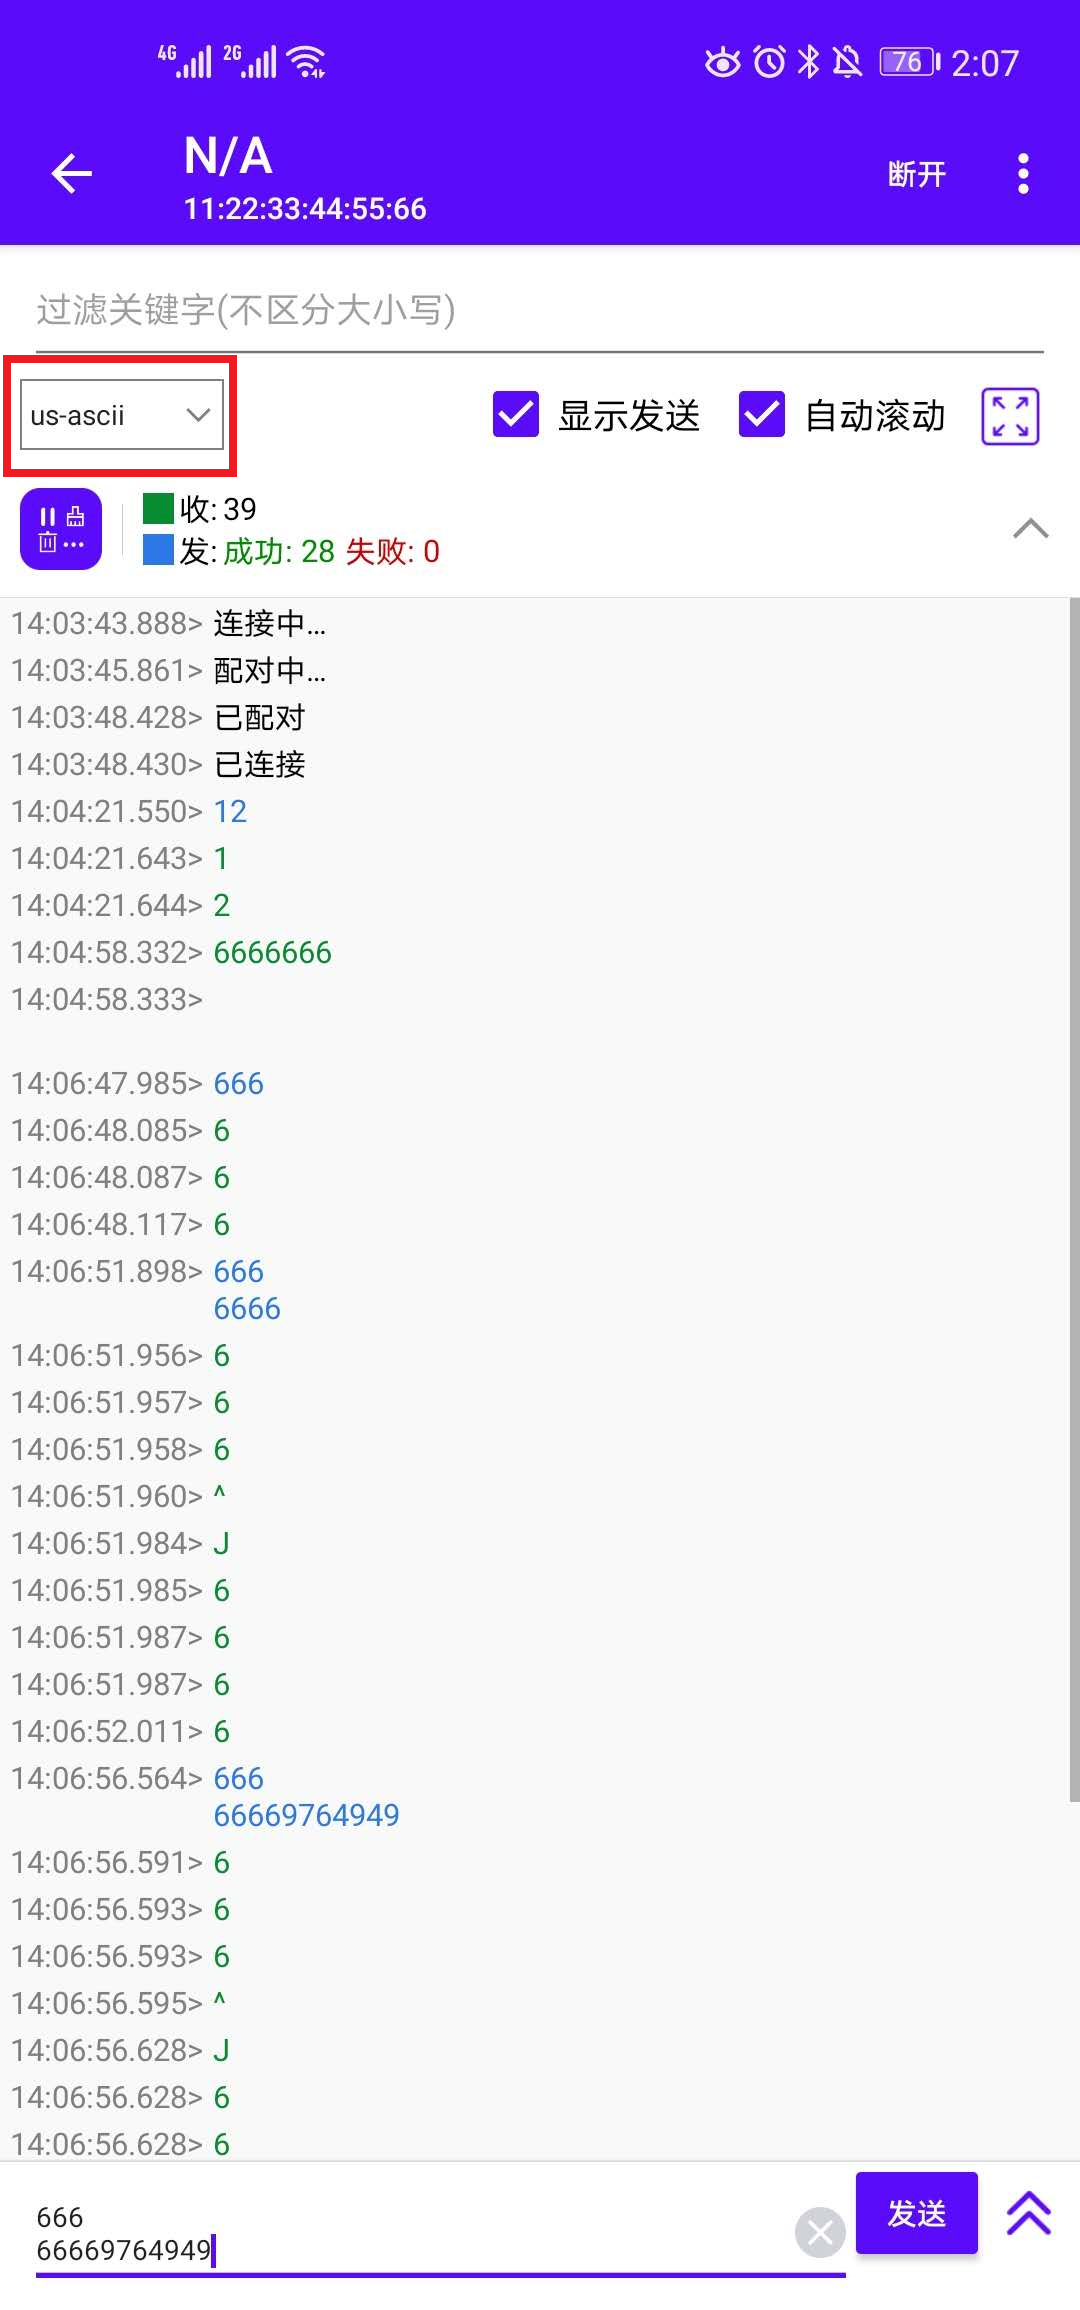 4G 2G 76 2:07
N/A
11:22:33:44:55:66
断开
过滤关键字(不区分大小写)
us-ascii 显示发送 自动滚动
收: 39
发: 成功: 28 失败: 0
14:03:43.888> 连接中...
14:03:45.861> 配对中...
14:03:48.428> 已配对
14:03:48.430> 已连接
14:04:21.550> 12
14:04:21.643> 1
14:04:21.644> 2
14:04:58.332> 6666666
14:04:58.333>
14:06:47.985> 666
14:06:48.085> 6
14:06:48.087> 6
14:06:48.117> 6
14:06:51.898> 666
6666
14:06:51.956> 6
14:06:51.957> 6
14:06:51.958> 6
14:06:51.960> ^
14:06:51.984> J
14:06:51.985> 6
14:06:51.987> 6
14:06:51.987> 6
14:06:52.011> 6
14:06:56.564> 666
66669764949
14:06:56.591> 6
14:06:56.593> 6
14:06:56.593> 6
14:06:56.595> ^
14:06:56.628> J
14:06:56.628> 6
14:06:56.628> 6
666
66669764949
发送